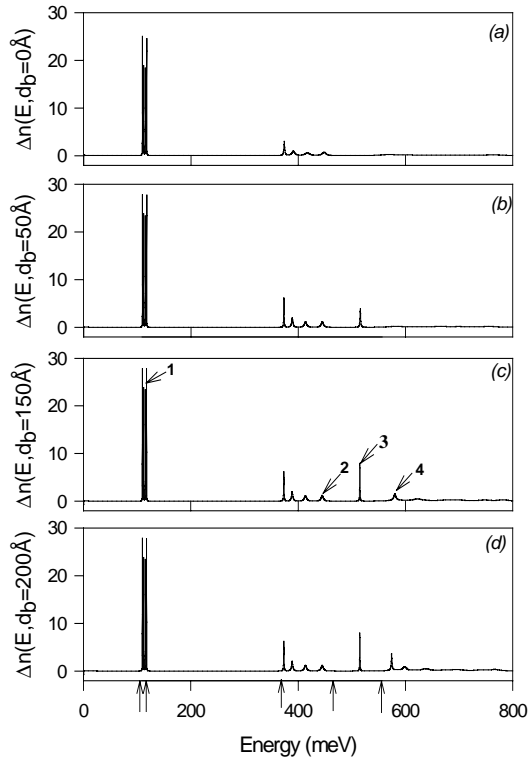 30
20
10
0
Δn(E,d_b=0Å)
(a)
30
20
10
0
Δn(E,d_b=50Å)
(b)
30
20
10
0
Δn(E,d_b=150Å)
(c)
1
2
3
4
30
20
10
0
Δn(E,d_b=200Å)
(d)
0 200 400 600 800
Energy (meV)